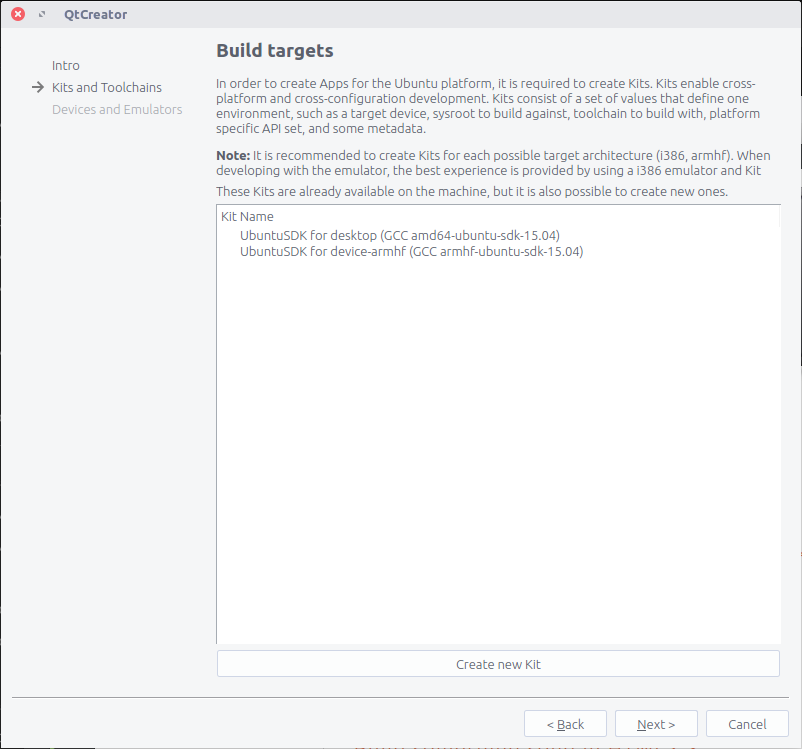 QtCreator
Build targets
Intro
Kits and Toolchains
Devices and Emulators
In order to create Apps for the Ubuntu platform, it is required to create Kits. Kits enable cross-
platform and cross-configuration development. Kits consist of a set of values that define one
environment, such as a target device, sysroot to build against, toolchain to build with, platform
specific API set, and some metadata.
Note: It is recommended to create Kits for each possible target architecture (i386, armhf). When
developing with the emulator, the best experience is provided by using a i386 emulator and Kit
These Kits are already available on the machine, but it is also possible to create new ones.
Kit Name
UbuntuSDK for desktop (GCC amd64-ubuntu-sdk-15.04)
UbuntuSDK for device-armhf (GCC armhf-ubuntu-sdk-15.04)
Create new Kit
< Back
Next >
Cancel